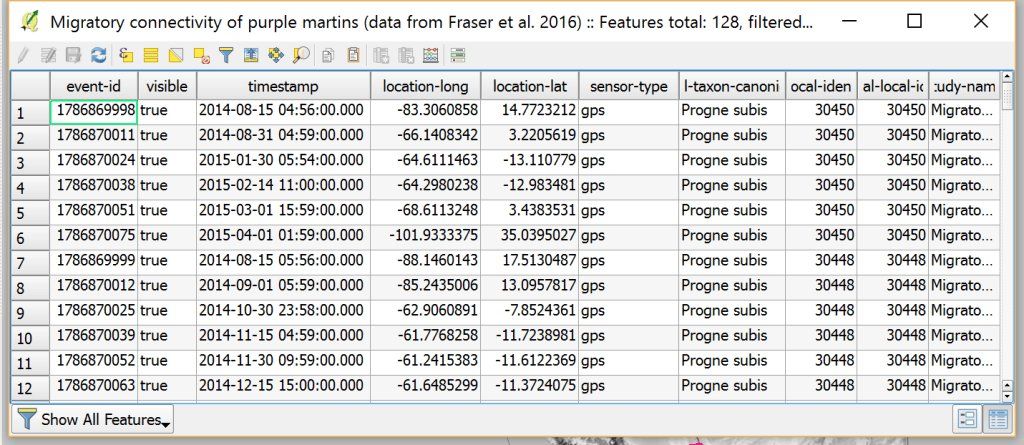 Migratory connectivity of purple martins (data from Fraser et al. 2016) :: Features total: 128, filtered...
event-id visible timestamp location-long location-lat sensor-type l-taxon-canoni ocal-iden al-local-ic :udy-nam
1 1786869998 true 2014-08-15 04:56:00.000 -83.3060858 14.7723212 gps Progne subis 30450 30450 Migrato...
2 1786870011 true 2014-08-31 04:59:00.000 -66.1408342 3.2205619 gps Progne subis 30450 30450 Migrato...
3 1786870024 true 2015-01-30 05:54:00.000 -64.6111463 -13.110779 gps Progne subis 30450 30450 Migrato...
4 1786870038 true 2015-02-14 11:00:00.000 -64.2980238 -12.983481 gps Progne subis 30450 30450 Migrato...
5 1786870051 true 2015-03-01 15:59:00.000 -68.6113248 3.4383531 gps Progne subis 30450 30450 Migrato...
6 1786870075 true 2015-04-01 01:59:00.000 -101.9333375 35.0395027 gps Progne subis 30450 30450 Migrato...
7 1786869999 true 2014-08-15 05:56:00.000 -88.1460143 17.5130487 gps Progne subis 30448 30448 Migrato...
8 1786870012 true 2014-09-01 05:59:00.000 -85.2435006 13.0957817 gps Progne subis 30448 30448 Migrato...
9 1786870025 true 2014-10-30 23:58:00.000 -62.9060891 -7.8524361 gps Progne subis 30448 30448 Migrato...
10 1786870039 true 2014-11-15 04:59:00.000 -61.7768258 -11.7238981 gps Progne subis 30448 30448 Migrato...
11 1786870052 true 2014-11-30 09:59:00.000 -61.2415383 -11.6122369 gps Progne subis 30448 30448 Migrato...
12 1786870063 true 2014-12-15 15:00:00.000 -61.6485299 -11.3724075 gps Progne subis 30448 30448 Migrato...
Show All Features